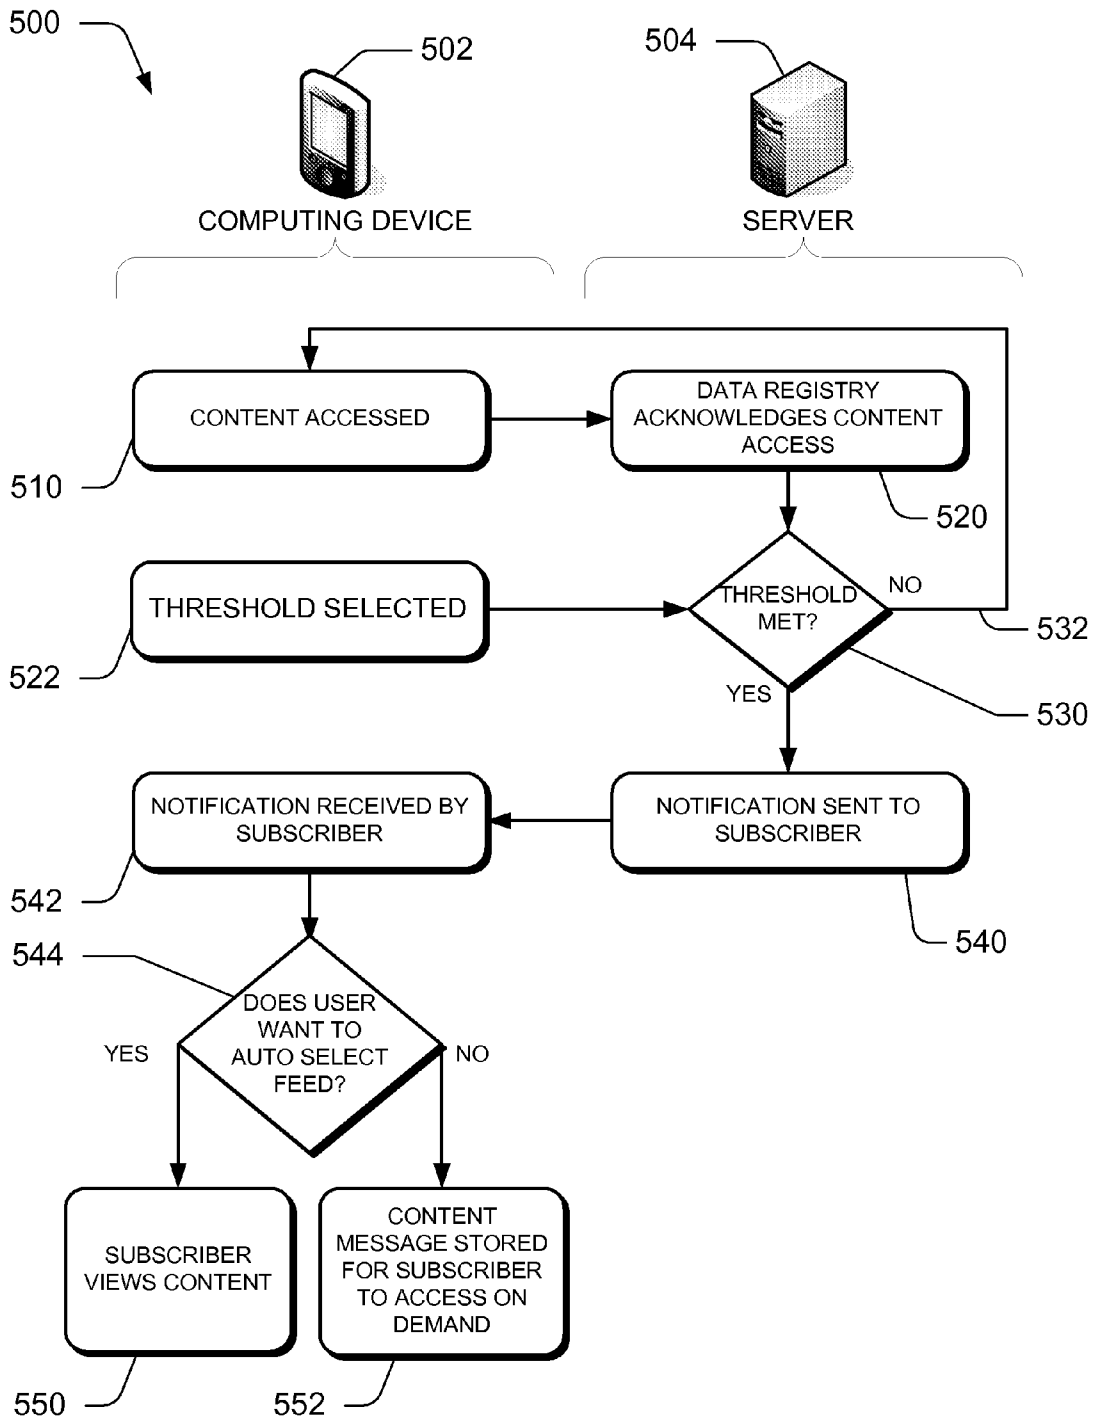 500
502
504
COMPUTING DEVICE
SERVER
CONTENT ACCESSED
DATA REGISTRY
ACKNOWLEDGES CONTENT
ACCESS
510
520
THRESHOLD SELECTED
THRESHOLD
MET?
NO
532
522
YES
530
NOTIFICATION RECEIVED BY
SUBSCRIBER
NOTIFICATION SENT TO
SUBSCRIBER
542
540
544
DOES USER
WANT TO
AUTO SELECT
FEED?
YES
NO
SUBSCRIBER
VIEWS CONTENT
CONTENT
MESSAGE STORED
FOR SUBSCRIBER
TO ACCESS ON
DEMAND
550
552